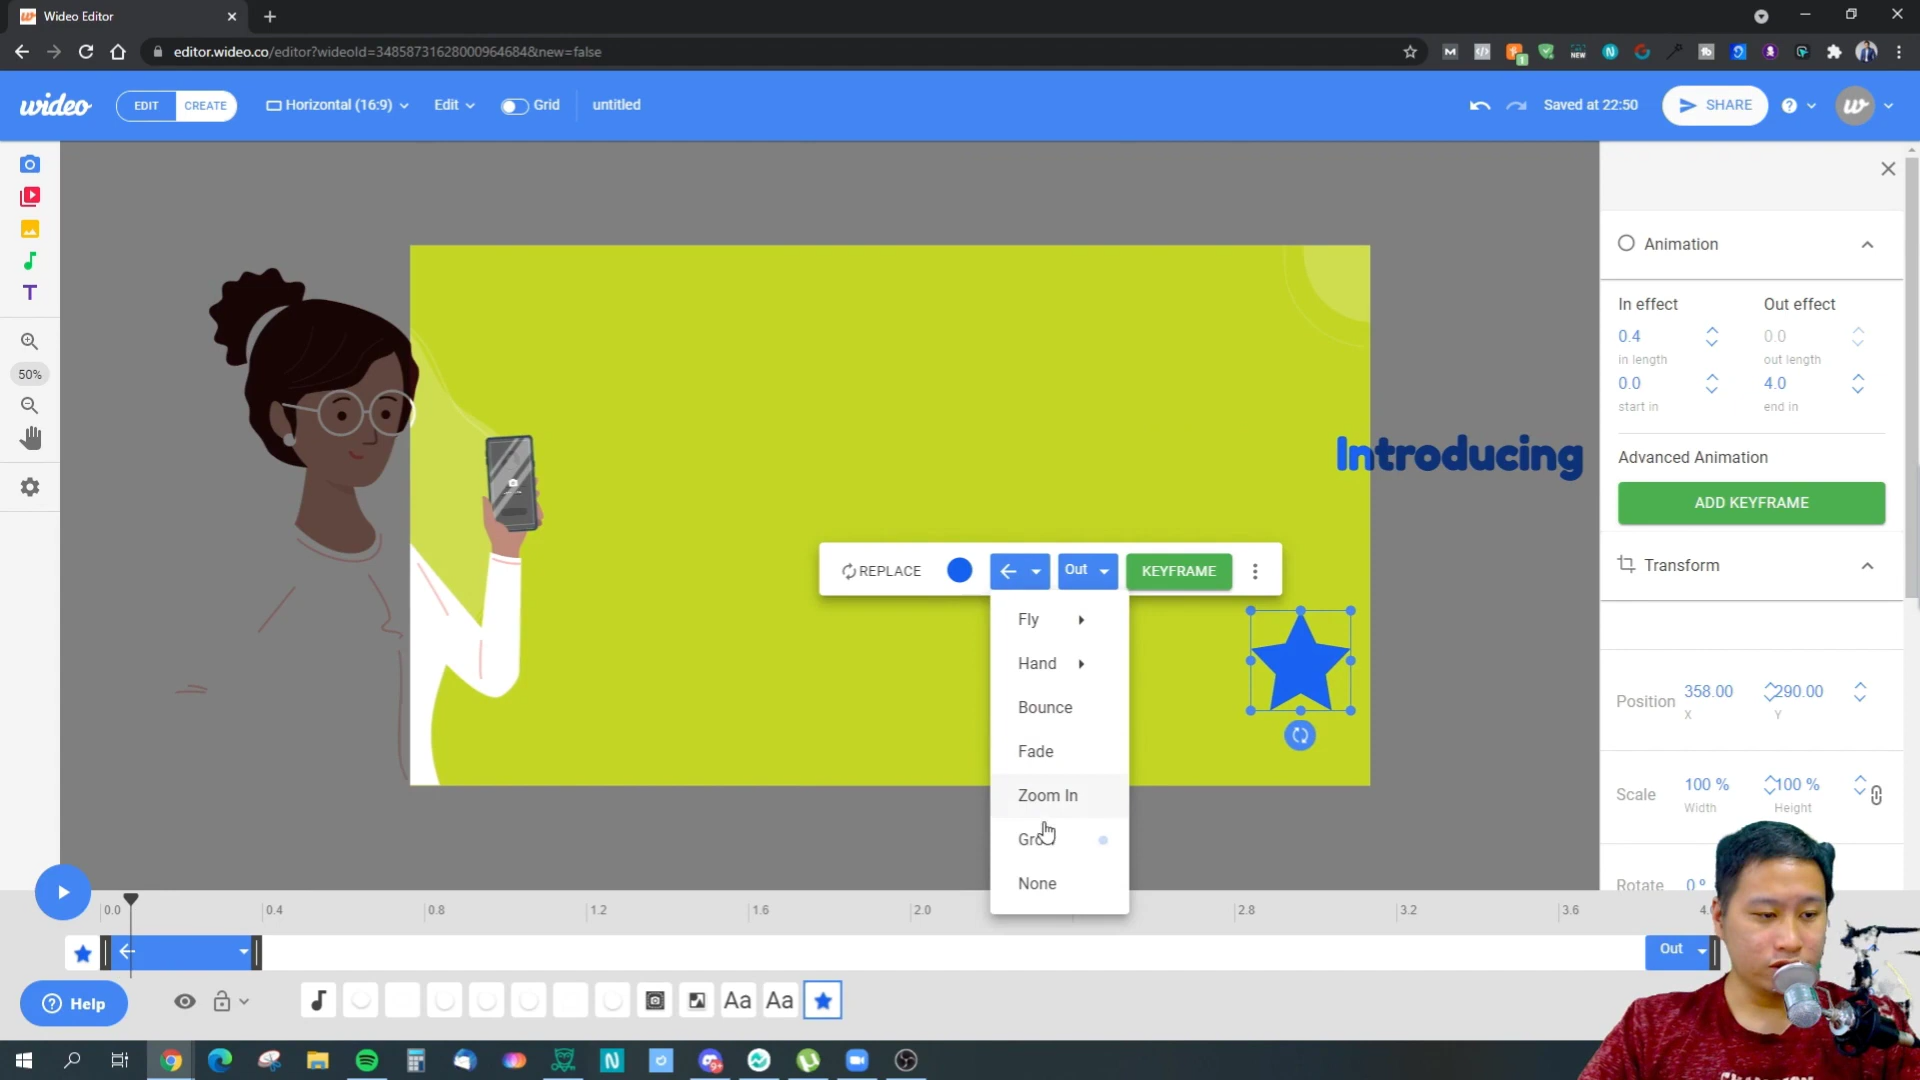 Wideo Editor
editor.wideo.co/editor?wideoId=34858731628000964684&new=false
wideo
EDIT
CREATE
Horizontal (16:9)
Edit
Grid
untitled
Saved at 22:50
SHARE
Animation
In effect
Out effect
0.4
0.0
in length
out length
0.0
4.0
start in
end in
Advanced Animation
ADD KEYFRAME
Transform
Position
358.00
290.00
X
Y
Scale
100 %
100 %
Width
Height
Rotate
0 º
50%
Introducing
REPLACE
Out
KEYFRAME
Fly
Hand
Bounce
Fade
Zoom In
None
0.0
0.4
0.8
1.2
1.6
2.0
2.8
3.2
3.6
Out
Help
Aa
Aa